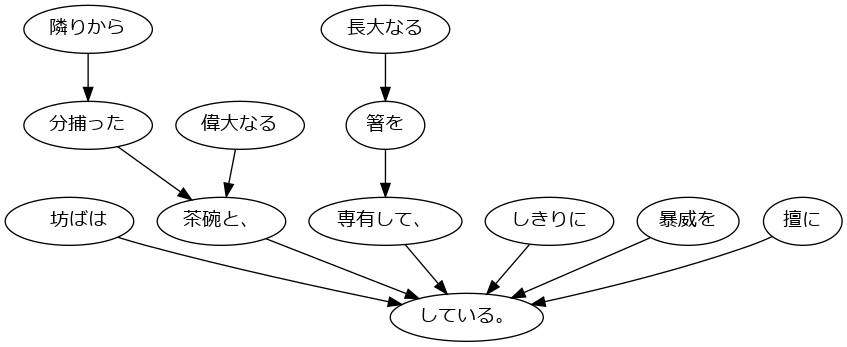 隣りから
長大なる
分捕った
偉大なる
箸を
坊ばは
茶碗と、
専有して、
しきりに
暴威を
擅に
している。